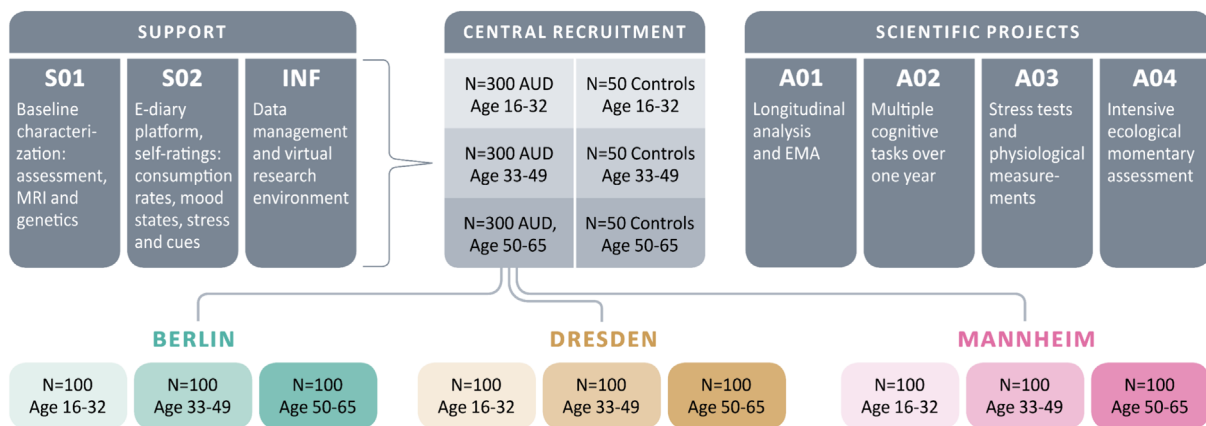 SUPPORT
S01
Baseline
characteri-
zation:
assessment,
MRI and
genetics
S02
E-diary
platform,
self-ratings:
consumption
rates, mood
states, stress
and cues
INF
Data
management
and virtual
research
environment
CENTRAL RECRUITMENT
N=300 AUD
Age 16-32
N=50 Controls
Age 16-32
N=300 AUD
Age 33-49
N=50 Controls
Age 33-49
N=300 AUD,
Age 50-65
N=50 Controls
Age 50-65
SCIENTIFIC PROJECTS
A01
Longitudinal
analysis
and EMA
A02
Multiple
cognitive
tasks over
one year
A03
Stress tests
and
physiological
measure-
ments
A04
Intensive
ecological
momentary
assessment
BERLIN
N=100
Age 16-32
N=100
Age 33-49
N=100
Age 50-65
DRESDEN
N=100
Age 16-32
N=100
Age 33-49
N=100
Age 50-65
MANNHEIM
N=100
Age 16-32
N=100
Age 33-49
N=100
Age 50-65